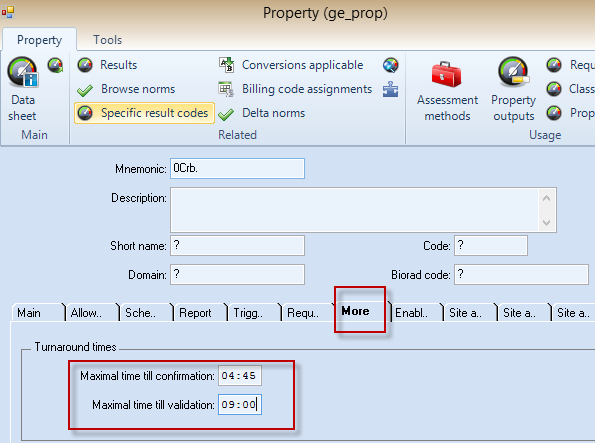 Property (ge_prop)
Property Tools
Results Conversions applicable Requ
Browse norms Billing code assignments Class
Data sheet Specific result codes Delta norms Assessment methods Property outputs Prop
Main Related Usage
Mnemonic: 0Crb.
Description:
Short name: ? Code: ?
Domain: ? Biorad code: ?
Main Allow.. Sche.. Report Trigg.. Requ.. More Enabl.. Site a.. Site a.. Site a..
Turnaround times
Maximal time till confirmation: 04:45
Maximal time till validation: 09:00